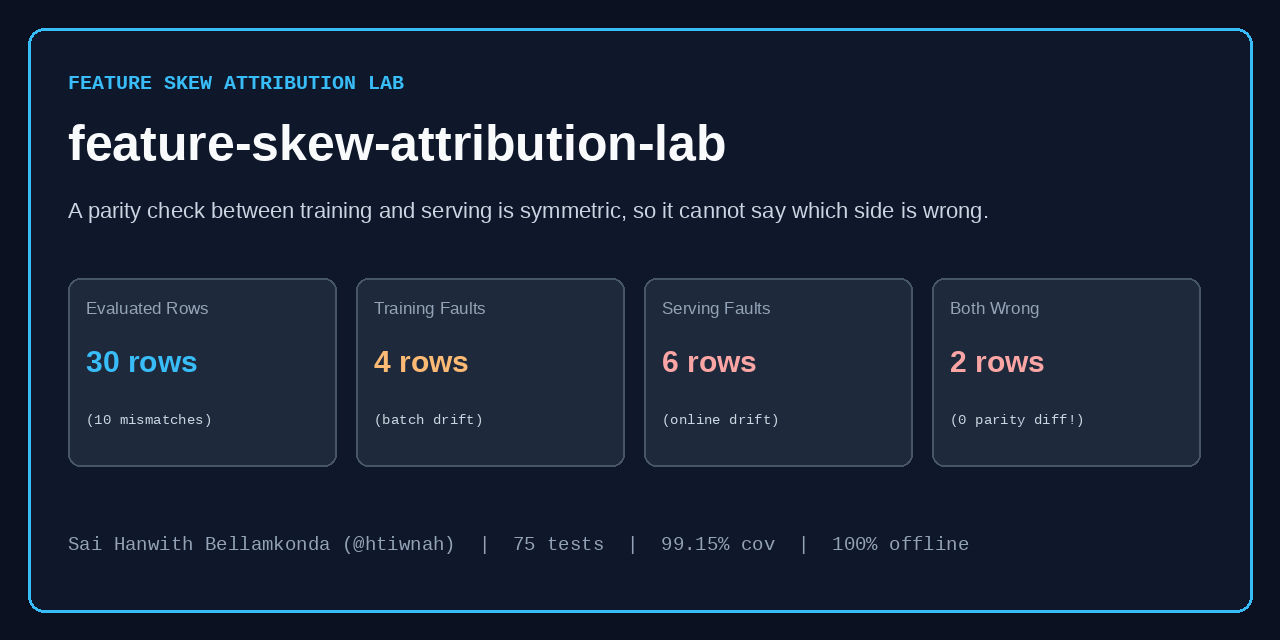 FEATURE SKEW ATTRIBUTION LAB
feature-skew-attribution-lab
A parity check between training and serving is symmetric, so it cannot say which side is wrong.
Evaluated Rows
30 rows
(10 mismatches)
Training Faults
4 rows
(batch drift)
Serving Faults
6 rows
(online drift)
Both Wrong
2 rows
(0 parity diff!)
Sai Hanwith Bellamkonda (@htiwnah) | 75 tests | 99.15% cov | 100% offline